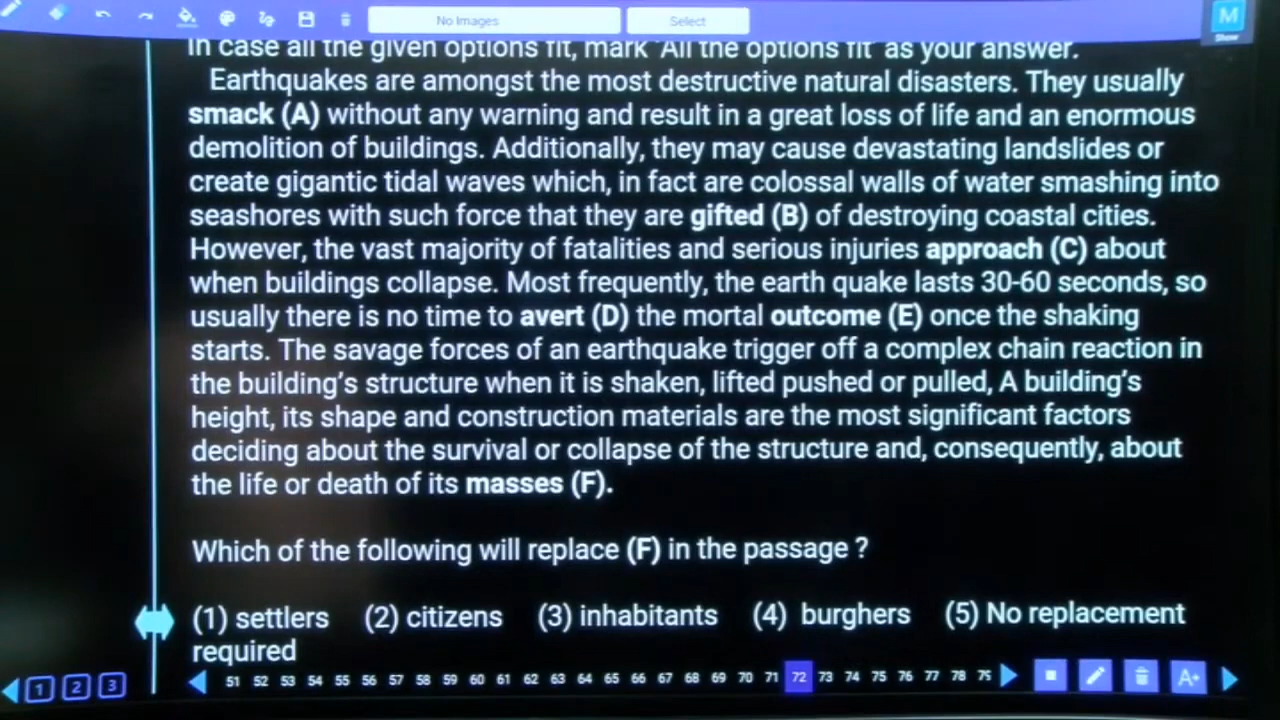 No Images Select M
Show
In case all the given options fit, mark 'All the options fit' as your answer.
Earthquakes are amongst the most destructive natural disasters. They usually
smack (A) without any warning and result in a great loss of life and an enormous
demolition of buildings. Additionally, they may cause devastating landslides or
create gigantic tidal waves which, in fact are colossal walls of water smashing into
seashores with such force that they are gifted (B) of destroying coastal cities.
However, the vast majority of fatalities and serious injuries approach (C) about
when buildings collapse. Most frequently, the earth quake lasts 30-60 seconds, so
usually there is no time to avert (D) the mortal outcome (E) once the shaking
starts. The savage forces of an earthquake trigger off a complex chain reaction in
the building's structure when it is shaken, lifted pushed or pulled, A building's
height, its shape and construction materials are the most significant factors
deciding about the survival or collapse of the structure and, consequently, about
the life or death of its masses (F).
Which of the following will replace (F) in the passage ?
(1) settlers (2) citizens (3) inhabitants (4) burghers (5) No replacement
required
1 2 3 51 52 53 54 55 56 57 58 59 60 61 62 63 64 65 66 67 68 69 70 71 72 73 74 75 76 77 78 79 A+